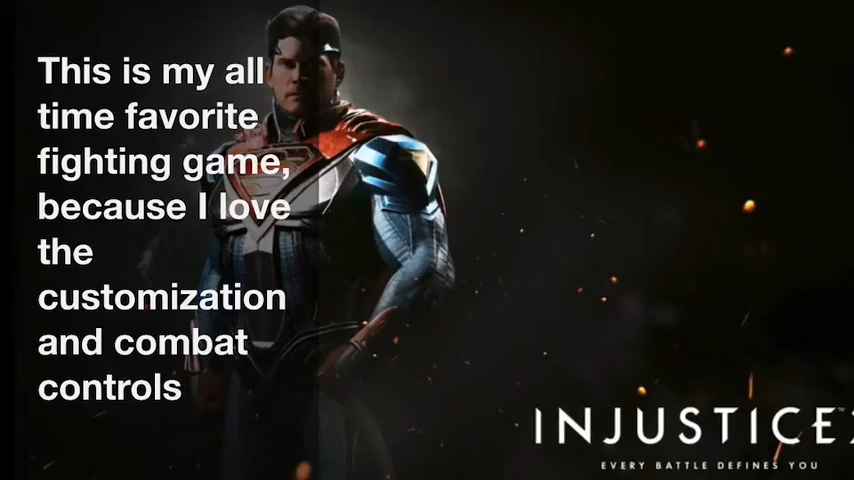 This is my all
time favorite
fighting game,
because I love
the
customization
and combat
controls
INJUSTICE
EVERY BATTLE DEFINES YOU